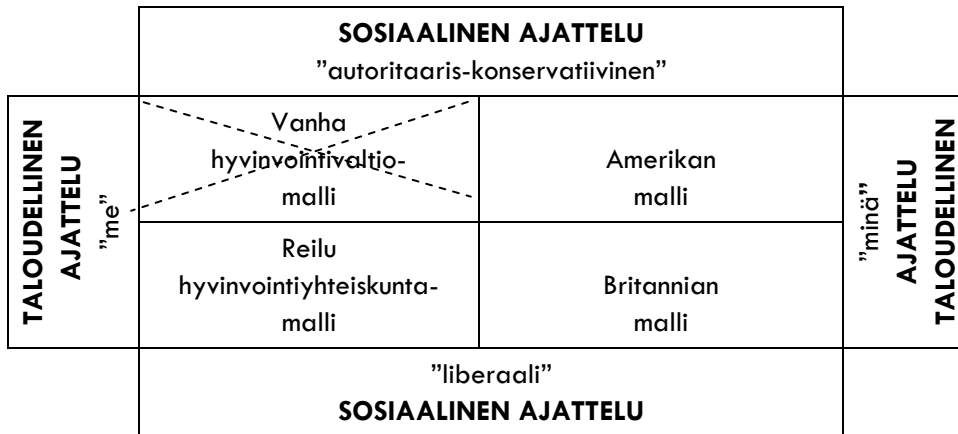 SOSIAALINEN AJATTELU
”autoritaaris-konservatiivinen”
TALOUDELLINEN
AJATTELU
”me”
Vanha
hyvinvointivaltio-
malli
Amerikan
malli
Reilu
hyvinvointiyhteiskunta-
malli
Britannian
malli
”minä”
AJATTELU
TALOUDELLINEN
”liberaali”
SOSIAALINEN AJATTELU